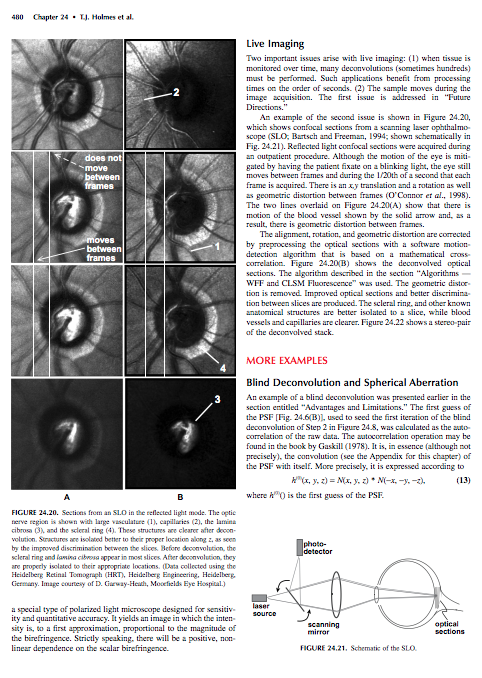 480 Chapter 24 • T.J. Holmes et al.
2
does not
move
between
frames
moves
between
frames
1
4
3
A
B
FIGURE 24.20. Sections from an SLO in the reflected light mode. The optic
nerve region is shown with large vasculature (1), capillaries (2), the lamina
cibrosa (3), and the scleral ring (4). These structures are clearer after decon-
volution. Structures are isolated better to their proper location along z, as seen
by the improved discrimination between the slices. Before deconvolution, the
scleral ring and lamina cibrosa appear in most slices. After deconvolution, they
are properly isolated to their appropriate locations. (Data collected using the
Heidelberg Retinal Tomograph (HRT), Heidelberg Engineering, Heidelberg,
Germany. Image courtesy of D. Garway-Heath, Moorfields Eye Hospital.)
a special type of polarized light microscope designed for sensitiv-
ity and quantitative accuracy. It yields an image in which the inten-
sity is, to a first approximation, proportional to the magnitude of
the birefringence. Strictly speaking, there will be a positive, non-
linear dependence on the scalar birefringence.
Live Imaging
Two important issues arise with live imaging: (1) when tissue is
monitored over time, many deconvolutions (sometimes hundreds)
must be performed. Such applications benefit from processing
times on the order of seconds. (2) The sample moves during the
image acquisition. The first issue is addressed in “Future
Directions.”
An example of the second issue is shown in Figure 24.20,
which shows confocal sections from a scanning laser ophthalmo-
scope (SLO; Bartsch and Freeman, 1994; shown schematically in
Fig. 24.21). Reflected light confocal sections were acquired during
an outpatient procedure. Although the motion of the eye is miti-
gated by having the patient fixate on a blinking light, the eye still
moves between frames and during the 1/20th of a second that each
frame is acquired. There is an x,y translation and a rotation as well
as geometric distortion between frames (O’Connor et al., 1998).
The two lines overlaid on Figure 24.20(A) show that there is
motion of the blood vessel shown by the solid arrow and, as a
result, there is geometric distortion between frames.
The alignment, rotation, and geometric distortion are corrected
by preprocessing the optical sections with a software motion-
detection algorithm that is based on a mathematical cross-
correlation. Figure 24.20(B) shows the deconvolved optical
sections. The algorithm described in the section “Algorithms —
WFF and CLSM Fluorescence” was used. The geometric distor-
tion is removed. Improved optical sections and better discrimina-
tion between slices are produced. The scleral ring, and other known
anatomical structures are better isolated to a slice, while blood
vessels and capillaries are clearer. Figure 24.22 shows a stereo-pair
of the deconvolved stack.
MORE EXAMPLES
Blind Deconvolution and Spherical Aberration
An example of a blind deconvolution was presented earlier in the
section entitled “Advantages and Limitations.” The first guess of
the PSF [Fig. 24.6(B)], used to seed the first iteration of the blind
deconvolution of Step 2 in Figure 24.8, was calculated as the auto-
correlation of the raw data. The autocorrelation operation may be
found in the book by Gaskill (1978). It is, in essence (although not
precisely), the convolution (see the Appendix for this chapter) of
the PSF with itself. More precisely, it is expressed according to
h⁽⁰⁾(x, y, z) = N(x, y, z) * N(−x, −y, −z), (13)
where h⁽⁰⁾() is the first guess of the PSF.
photo-
detector
laser
source
scanning
mirror
optical
sections
FIGURE 24.21. Schematic of the SLO.